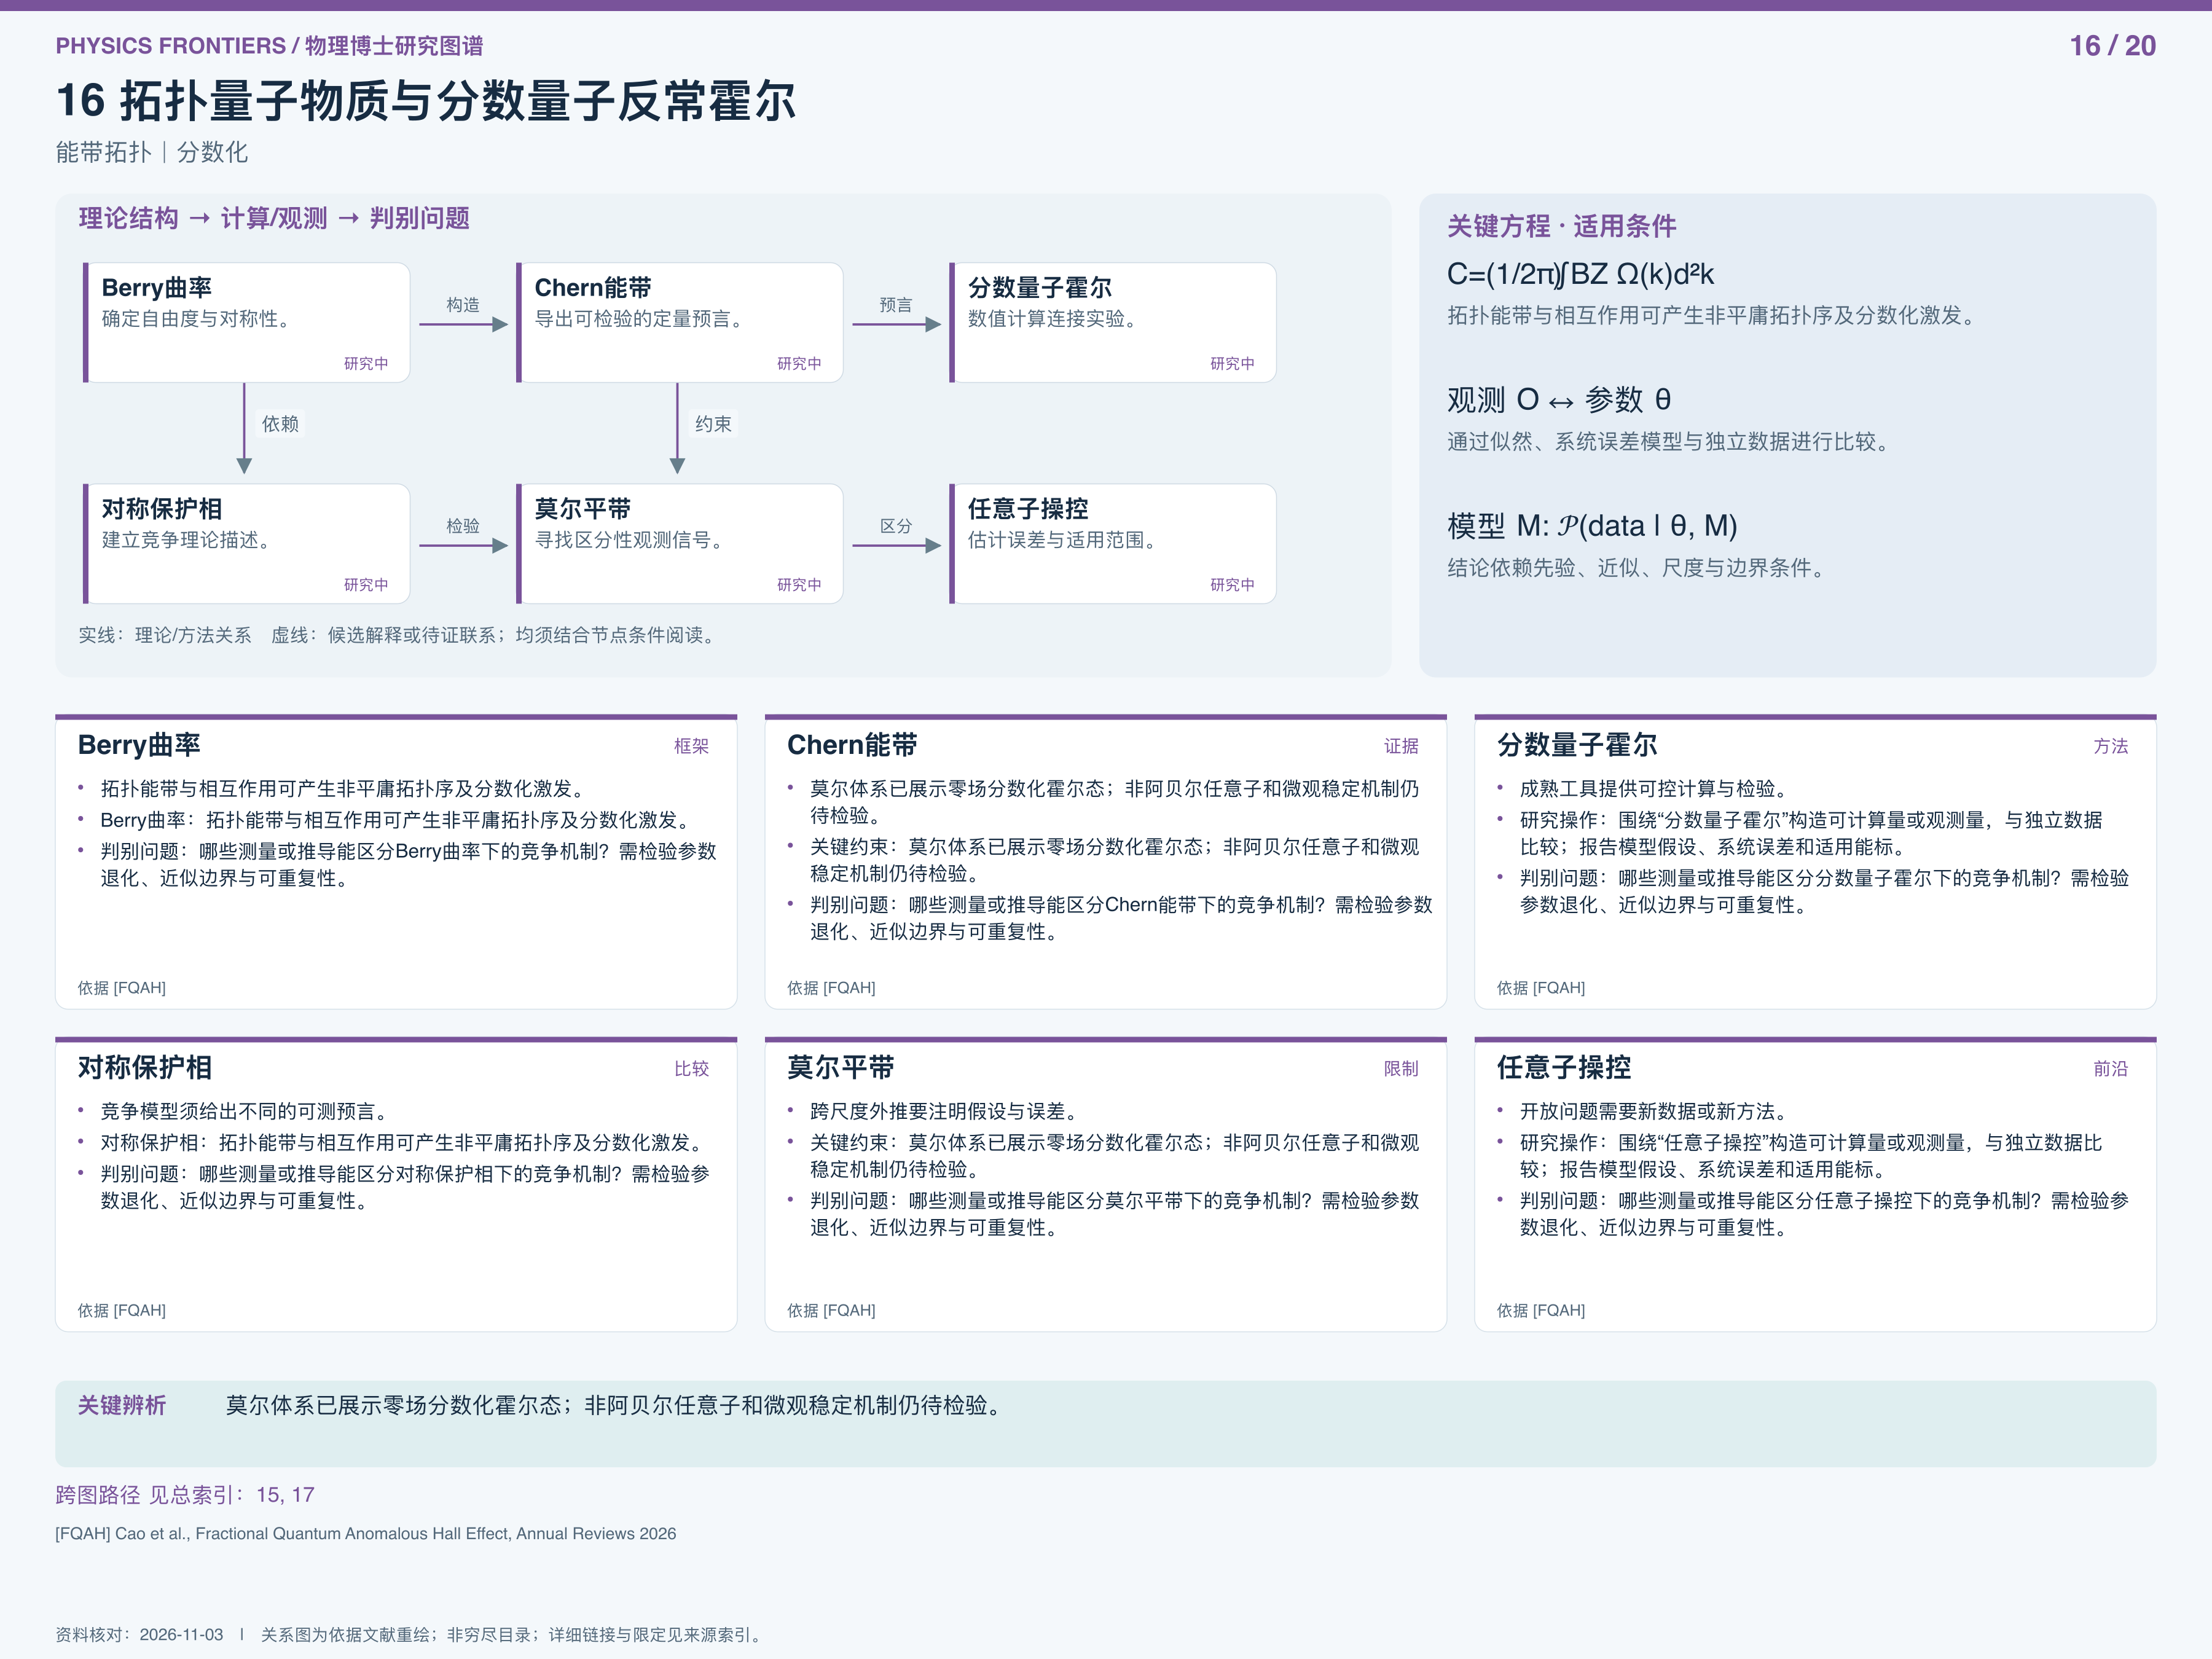 PHYSICS FRONTIERS / 物理博士研究图谱
16 / 20
16 拓扑量子物质与分数量子反常霍尔
能带拓扑｜分数化
理论结构 → 计算/观测 → 判别问题
Berry曲率
确定自由度与对称性。
研究中
构造
Chern能带
导出可检验的定量预言。
研究中
预言
分数量子霍尔
数值计算连接实验。
研究中
依赖
约束
对称保护相
建立竞争理论描述。
研究中
检验
莫尔平带
寻找区分性观测信号。
研究中
区分
任意子操控
估计误差与适用范围。
研究中
实线：理论/方法关系　虚线：候选解释或待证联系；均须结合节点条件阅读。
关键方程 · 适用条件
C=(1/2π)∫BZ Ω(k)d²k
拓扑能带与相互作用可产生非平庸拓扑序及分数化激发。
观测 O ↔ 参数 θ
通过似然、系统误差模型与独立数据进行比较。
模型 M: 𝒫(data | θ, M)
结论依赖先验、近似、尺度与边界条件。
Berry曲率
框架
• 拓扑能带与相互作用可产生非平庸拓扑序及分数化激发。
• Berry曲率：拓扑能带与相互作用可产生非平庸拓扑序及分数化激发。
• 判别问题：哪些测量或推导能区分Berry曲率下的竞争机制？需检验参数
退化、近似边界与可重复性。
依据 [FQAH]
Chern能带
证据
• 莫尔体系已展示零场分数化霍尔态；非阿贝尔任意子和微观稳定机制仍
待检验。
• 关键约束：莫尔体系已展示零场分数化霍尔态；非阿贝尔任意子和微观
稳定机制仍待检验。
• 判别问题：哪些测量或推导能区分Chern能带下的竞争机制？需检验参数
退化、近似边界与可重复性。
依据 [FQAH]
分数量子霍尔
方法
• 成熟工具提供可控计算与检验。
• 研究操作：围绕“分数量子霍尔”构造可计算量或观测量，与独立数据
比较；报告模型假设、系统误差和适用能标。
• 判别问题：哪些测量或推导能区分分数量子霍尔下的竞争机制？需检验
参数退化、近似边界与可重复性。
依据 [FQAH]
对称保护相
比较
• 竞争模型须给出不同的可测预言。
• 对称保护相：拓扑能带与相互作用可产生非平庸拓扑序及分数化激发。
• 判别问题：哪些测量或推导能区分对称保护相下的竞争机制？需检验参
数退化、近似边界与可重复性。
依据 [FQAH]
莫尔平带
限制
• 跨尺度外推要注明假设与误差。
• 关键约束：莫尔体系已展示零场分数化霍尔态；非阿贝尔任意子和微观
稳定机制仍待检验。
• 判别问题：哪些测量或推导能区分莫尔平带下的竞争机制？需检验参数
退化、近似边界与可重复性。
依据 [FQAH]
任意子操控
前沿
• 开放问题需要新数据或新方法。
• 研究操作：围绕“任意子操控”构造可计算量或观测量，与独立数据比
较；报告模型假设、系统误差和适用能标。
• 判别问题：哪些测量或推导能区分任意子操控下的竞争机制？需检验参
数退化、近似边界与可重复性。
依据 [FQAH]
关键辨析 莫尔体系已展示零场分数化霍尔态；非阿贝尔任意子和微观稳定机制仍待检验。
跨图路径 见总索引：15, 17
[FQAH] Cao et al., Fractional Quantum Anomalous Hall Effect, Annual Reviews 2026
资料核对：2026-11-03 | 关系图为依据文献重绘；非穷尽目录；详细链接与限定见来源索引。